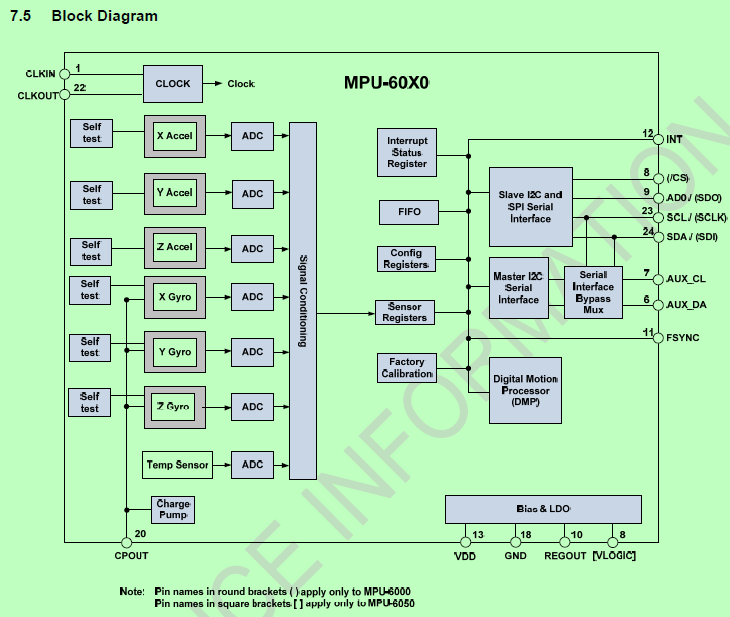 7.5 Block Diagram
MPU-60X0
CLKIN 1
CLKOUT 22
CLOCK
Clock
Self
test
X Accel
ADC
Self
test
Y Accel
ADC
Self
test
Z Accel
ADC
Self
test
X Gyro
ADC
Self
test
Y Gyro
ADC
Self
test
Z Gyro
ADC
Temp Sensor
ADC
Signal Conditioning
Charge
Pump
20
CPOUT
Interrupt
Status
Register
FIFO
Config
Registers
Sensor
Registers
Factory
Calibration
Slave I2C and
SPI Serial
Interface
Master I2C
Serial
Interface
Serial
Interface
Bypass
Mux
Digital Motion
Processor
(DMP)
12 INT
8 (/CS)
9 AD0 / (SDO)
23 SCL / (SCLK)
24 SDA / (SDI)
7 AUX_CL
6 AUX_DA
11 FSYNC
Bias & LDO
13 18 10 8
VDD GND REGOUT [VLOGIC]
Note: Pin names in round brackets ( ) apply only to MPU-6000
Pin names in square brackets [ ] apply only to MPU-6050
CE INFORMATION